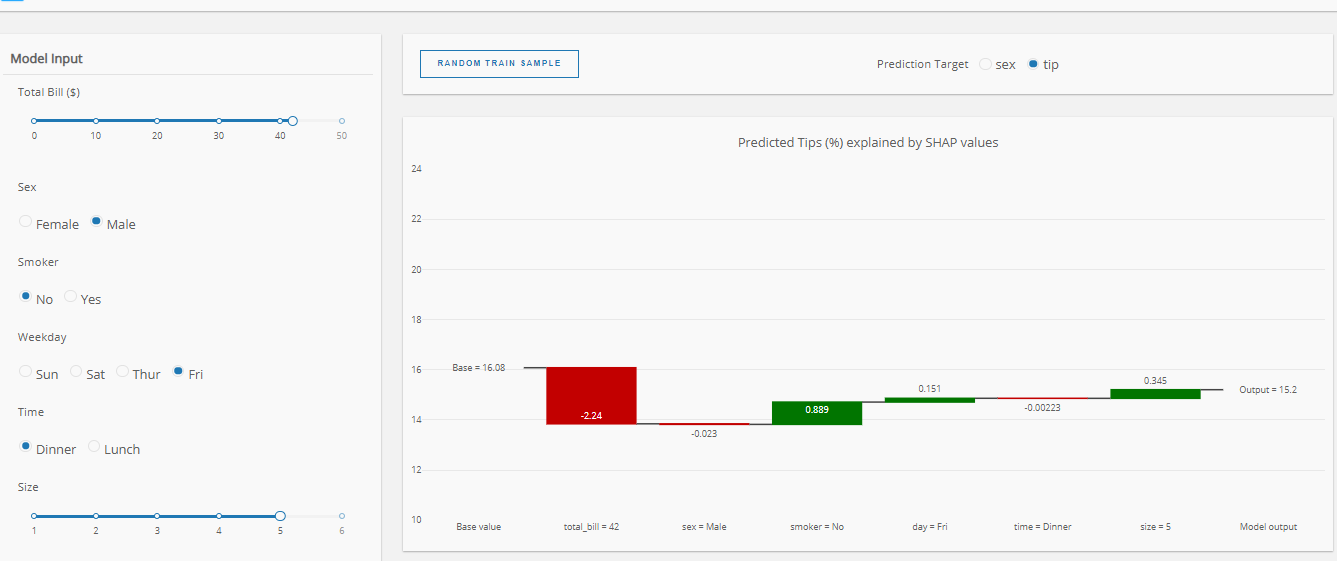 Model Input
Total Bill ($)
0 10 20 30 40 50
Sex
Female Male
Smoker
No Yes
Weekday
Sun Sat Thur Fri
Time
Dinner Lunch
Size
1 2 3 4 5 6
RANDOM TRAIN SAMPLE
Prediction Target sex tip
Predicted Tips (%) explained by SHAP values
24
22
20
18
16
14
12
10
Base = 16.08
-2.24
-0.023
0.889
0.151
-0.00223
0.345
Output = 15.2
Base value total_bill = 42 sex = Male smoker = No day = Fri time = Dinner size = 5 Model output